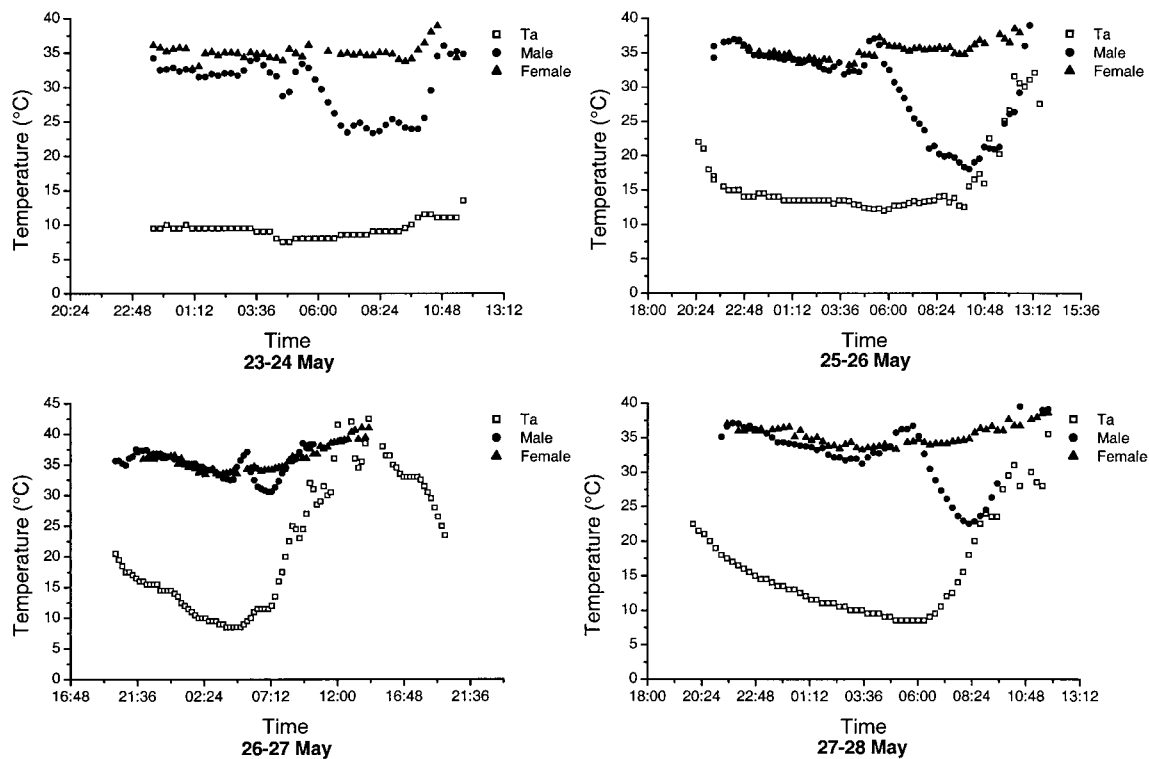 40
35
30
25
20
15
10
5
0
Temperature (°C)
20:24 22:48 01:12 03:36 06:00 08:24 10:48 13:12
Time
23-24 May
Ta
Male
Female
40
35
30
25
20
15
10
5
0
Temperature (°C)
18:00 20:24 22:48 01:12 03:36 06:00 08:24 10:48 13:12 15:36
Time
25-26 May
Ta
Male
Female
45
40
35
30
25
20
15
10
5
0
Temperature (°C)
16:48 21:36 02:24 07:12 12:00 16:48 21:36
Time
26-27 May
Ta
Male
Female
40
35
30
25
20
15
10
5
0
Temperature (°C)
18:00 20:24 22:48 01:12 03:36 06:00 08:24 10:48 13:12
Time
27-28 May
Ta
Male
Female